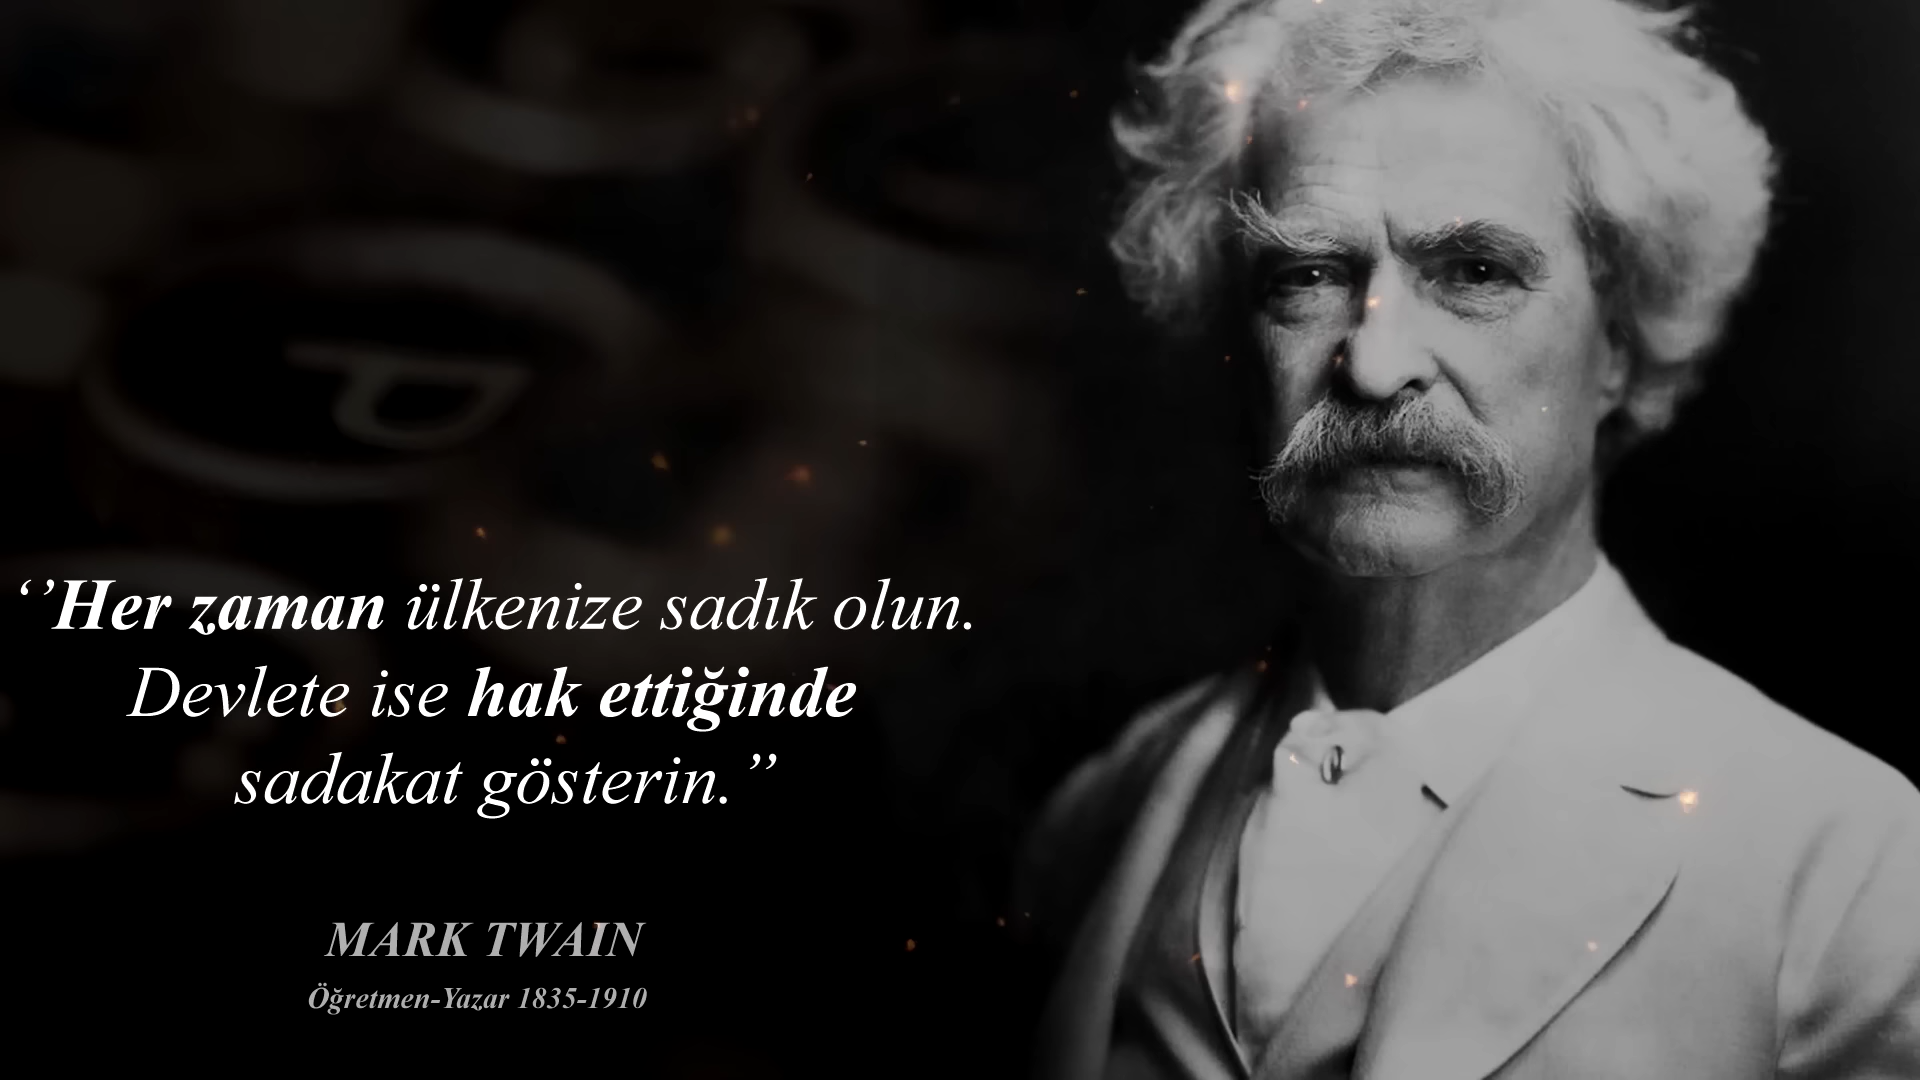 ‘’Her zaman ülkenize sadık olun.
Devlete ise hak ettiğinde
sadakat gösterin.’’
MARK TWAIN
Öğretmen-Yazar 1835-1910
P